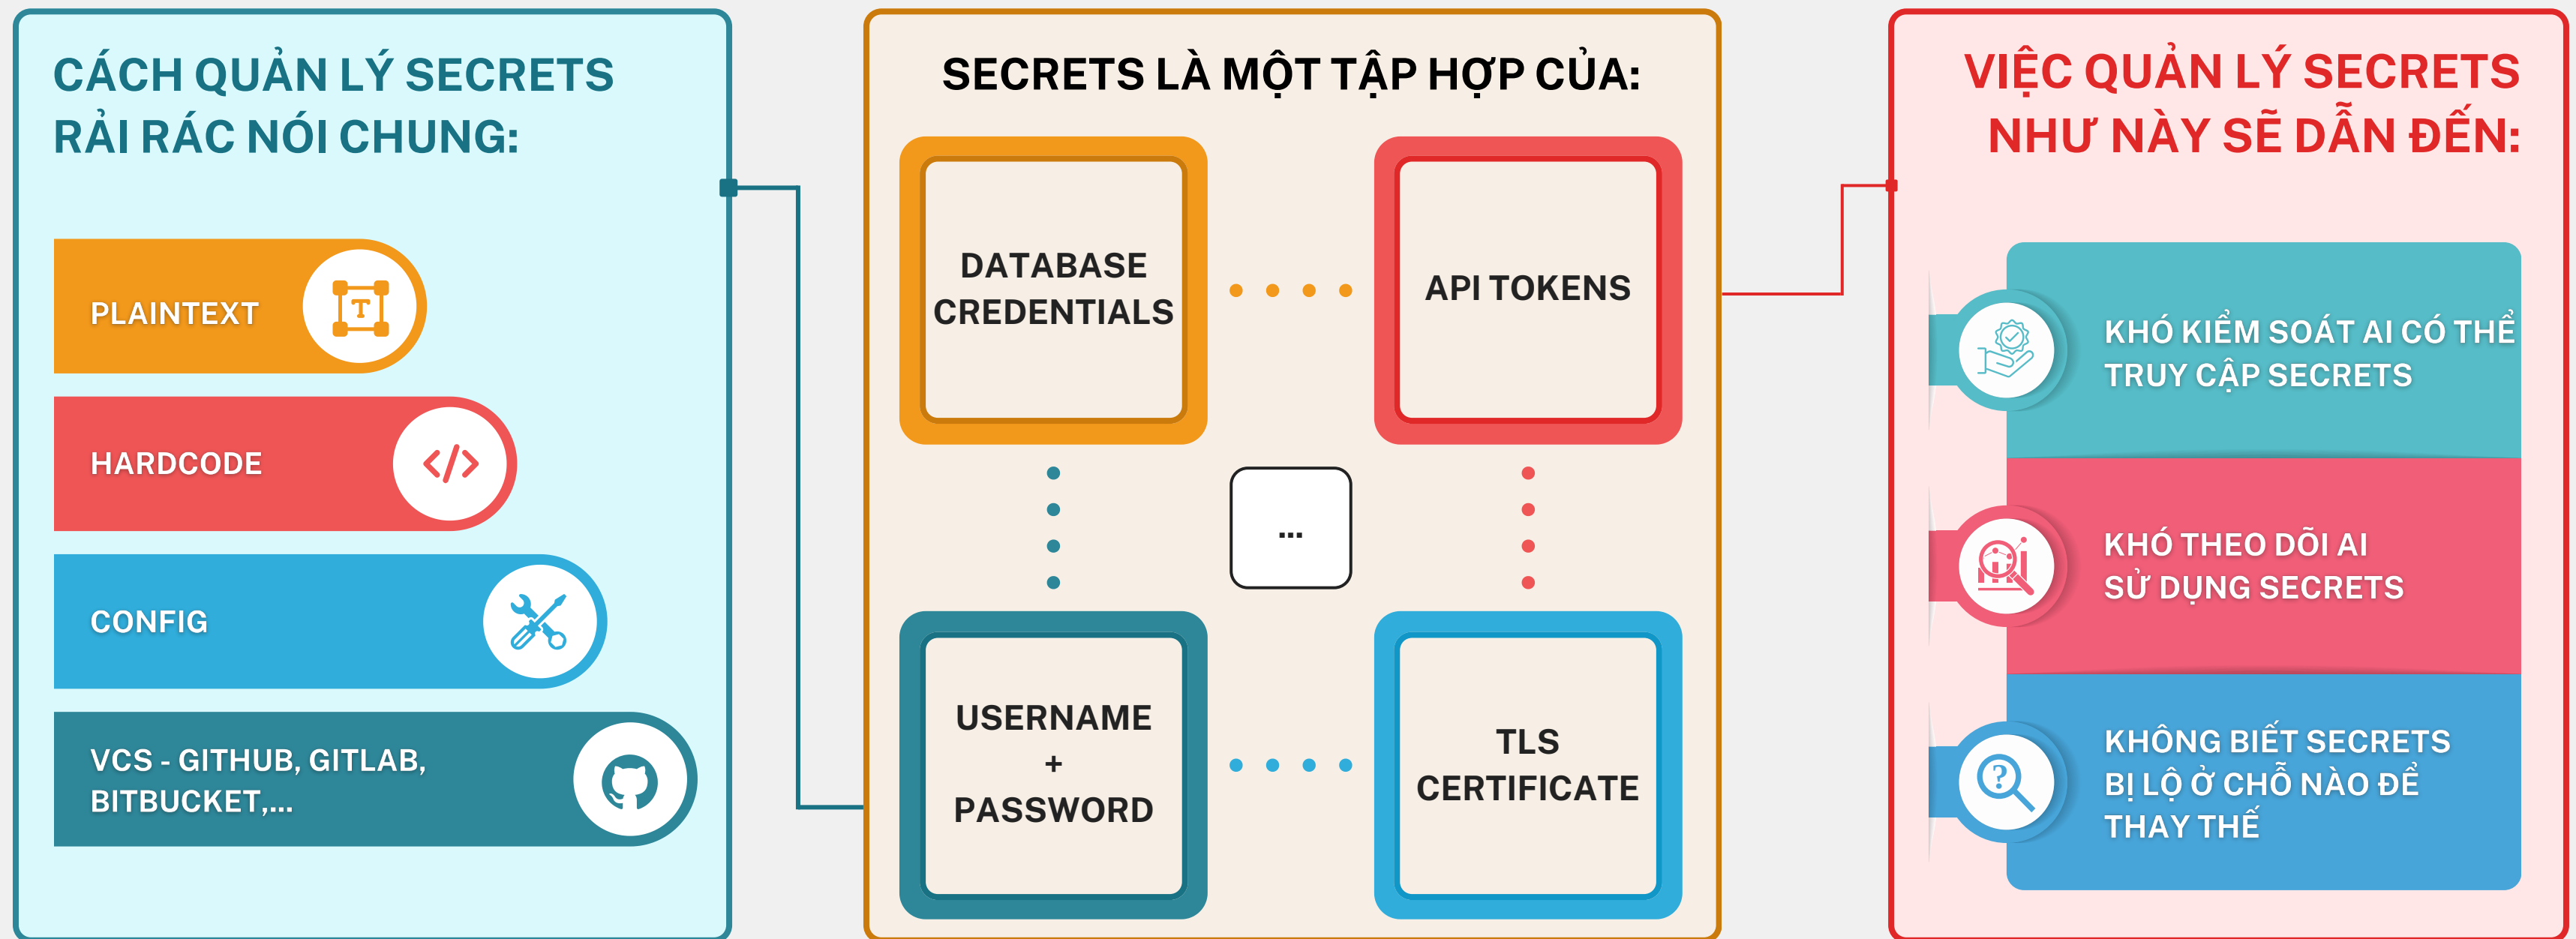 CÁCH QUẢN LÝ SECRETS
RẢI RÁC NÓI CHUNG:
PLAINTEXT
T
HARDCODE
</>
CONFIG
VCS - GITHUB, GITLAB,
BITBUCKET,...
SECRETS LÀ MỘT TẬP HỢP CỦA:
DATABASE
CREDENTIALS
API TOKENS
...
USERNAME
+
PASSWORD
TLS
CERTIFICATE
VIỆC QUẢN LÝ SECRETS
NHƯ NÀY SẼ DẪN ĐẾN:
KHÓ KIỂM SOÁT AI CÓ THỂ
TRUY CẬP SECRETS
KHÓ THEO DÕI AI
SỬ DỤNG SECRETS
?
KHÔNG BIẾT SECRETS
BỊ LỘ Ở CHỖ NÀO ĐỂ
THAY THẾ